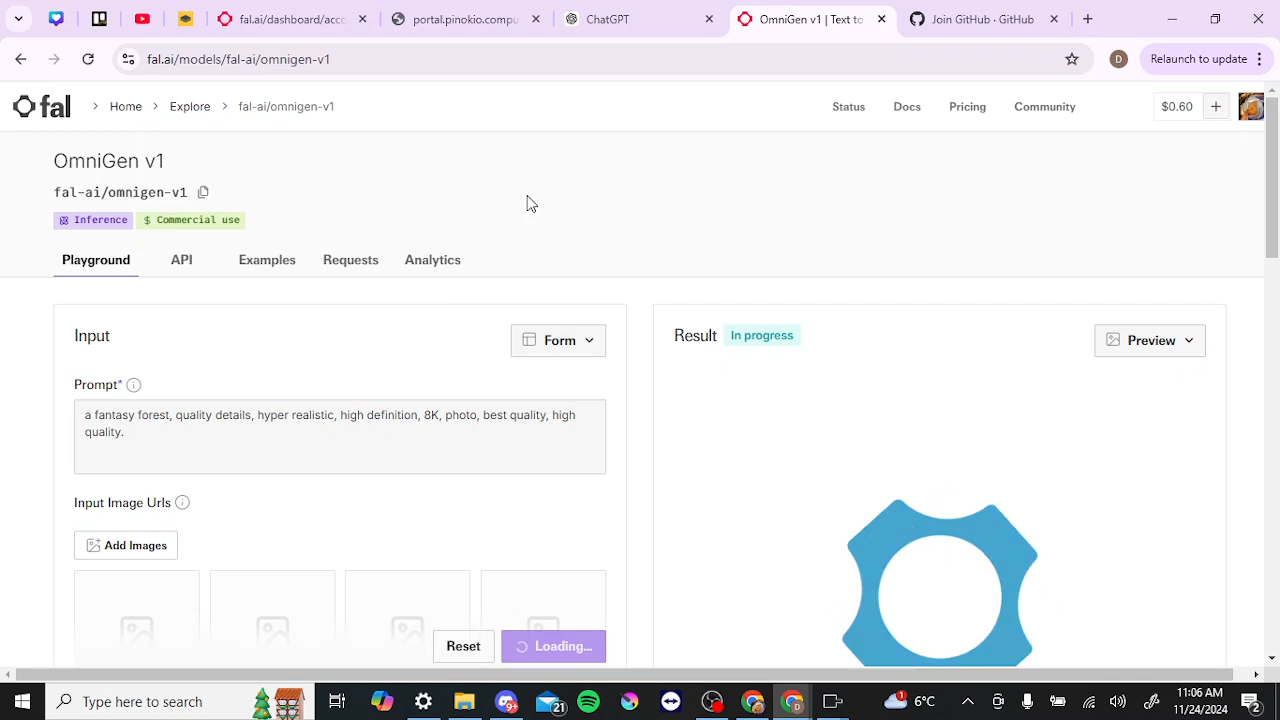 fal.ai/dashboard/acc
portal.pinokio.compu
ChatGPT
OmniGen v1 | Text to
Join GitHub · GitHub
fal.ai/models/fal-ai/omnigen-v1
D
Relaunch to update
fal
Home
Explore
fal-ai/omnigen-v1
Status
Docs
Pricing
Community
$0.60
OmniGen v1
fal-ai/omnigen-v1
Inference
$ Commercial use
Playground
API
Examples
Requests
Analytics
Input
Form
Result
In progress
Preview
Prompt*
a fantasy forest, quality details, hyper realistic, high definition, 8K, photo, best quality, high
quality.
Input Image Urls
Add Images
Reset
Loading...
Type here to search
9+
21
D
1
6°C
11:06 AM
11/24/2024
2